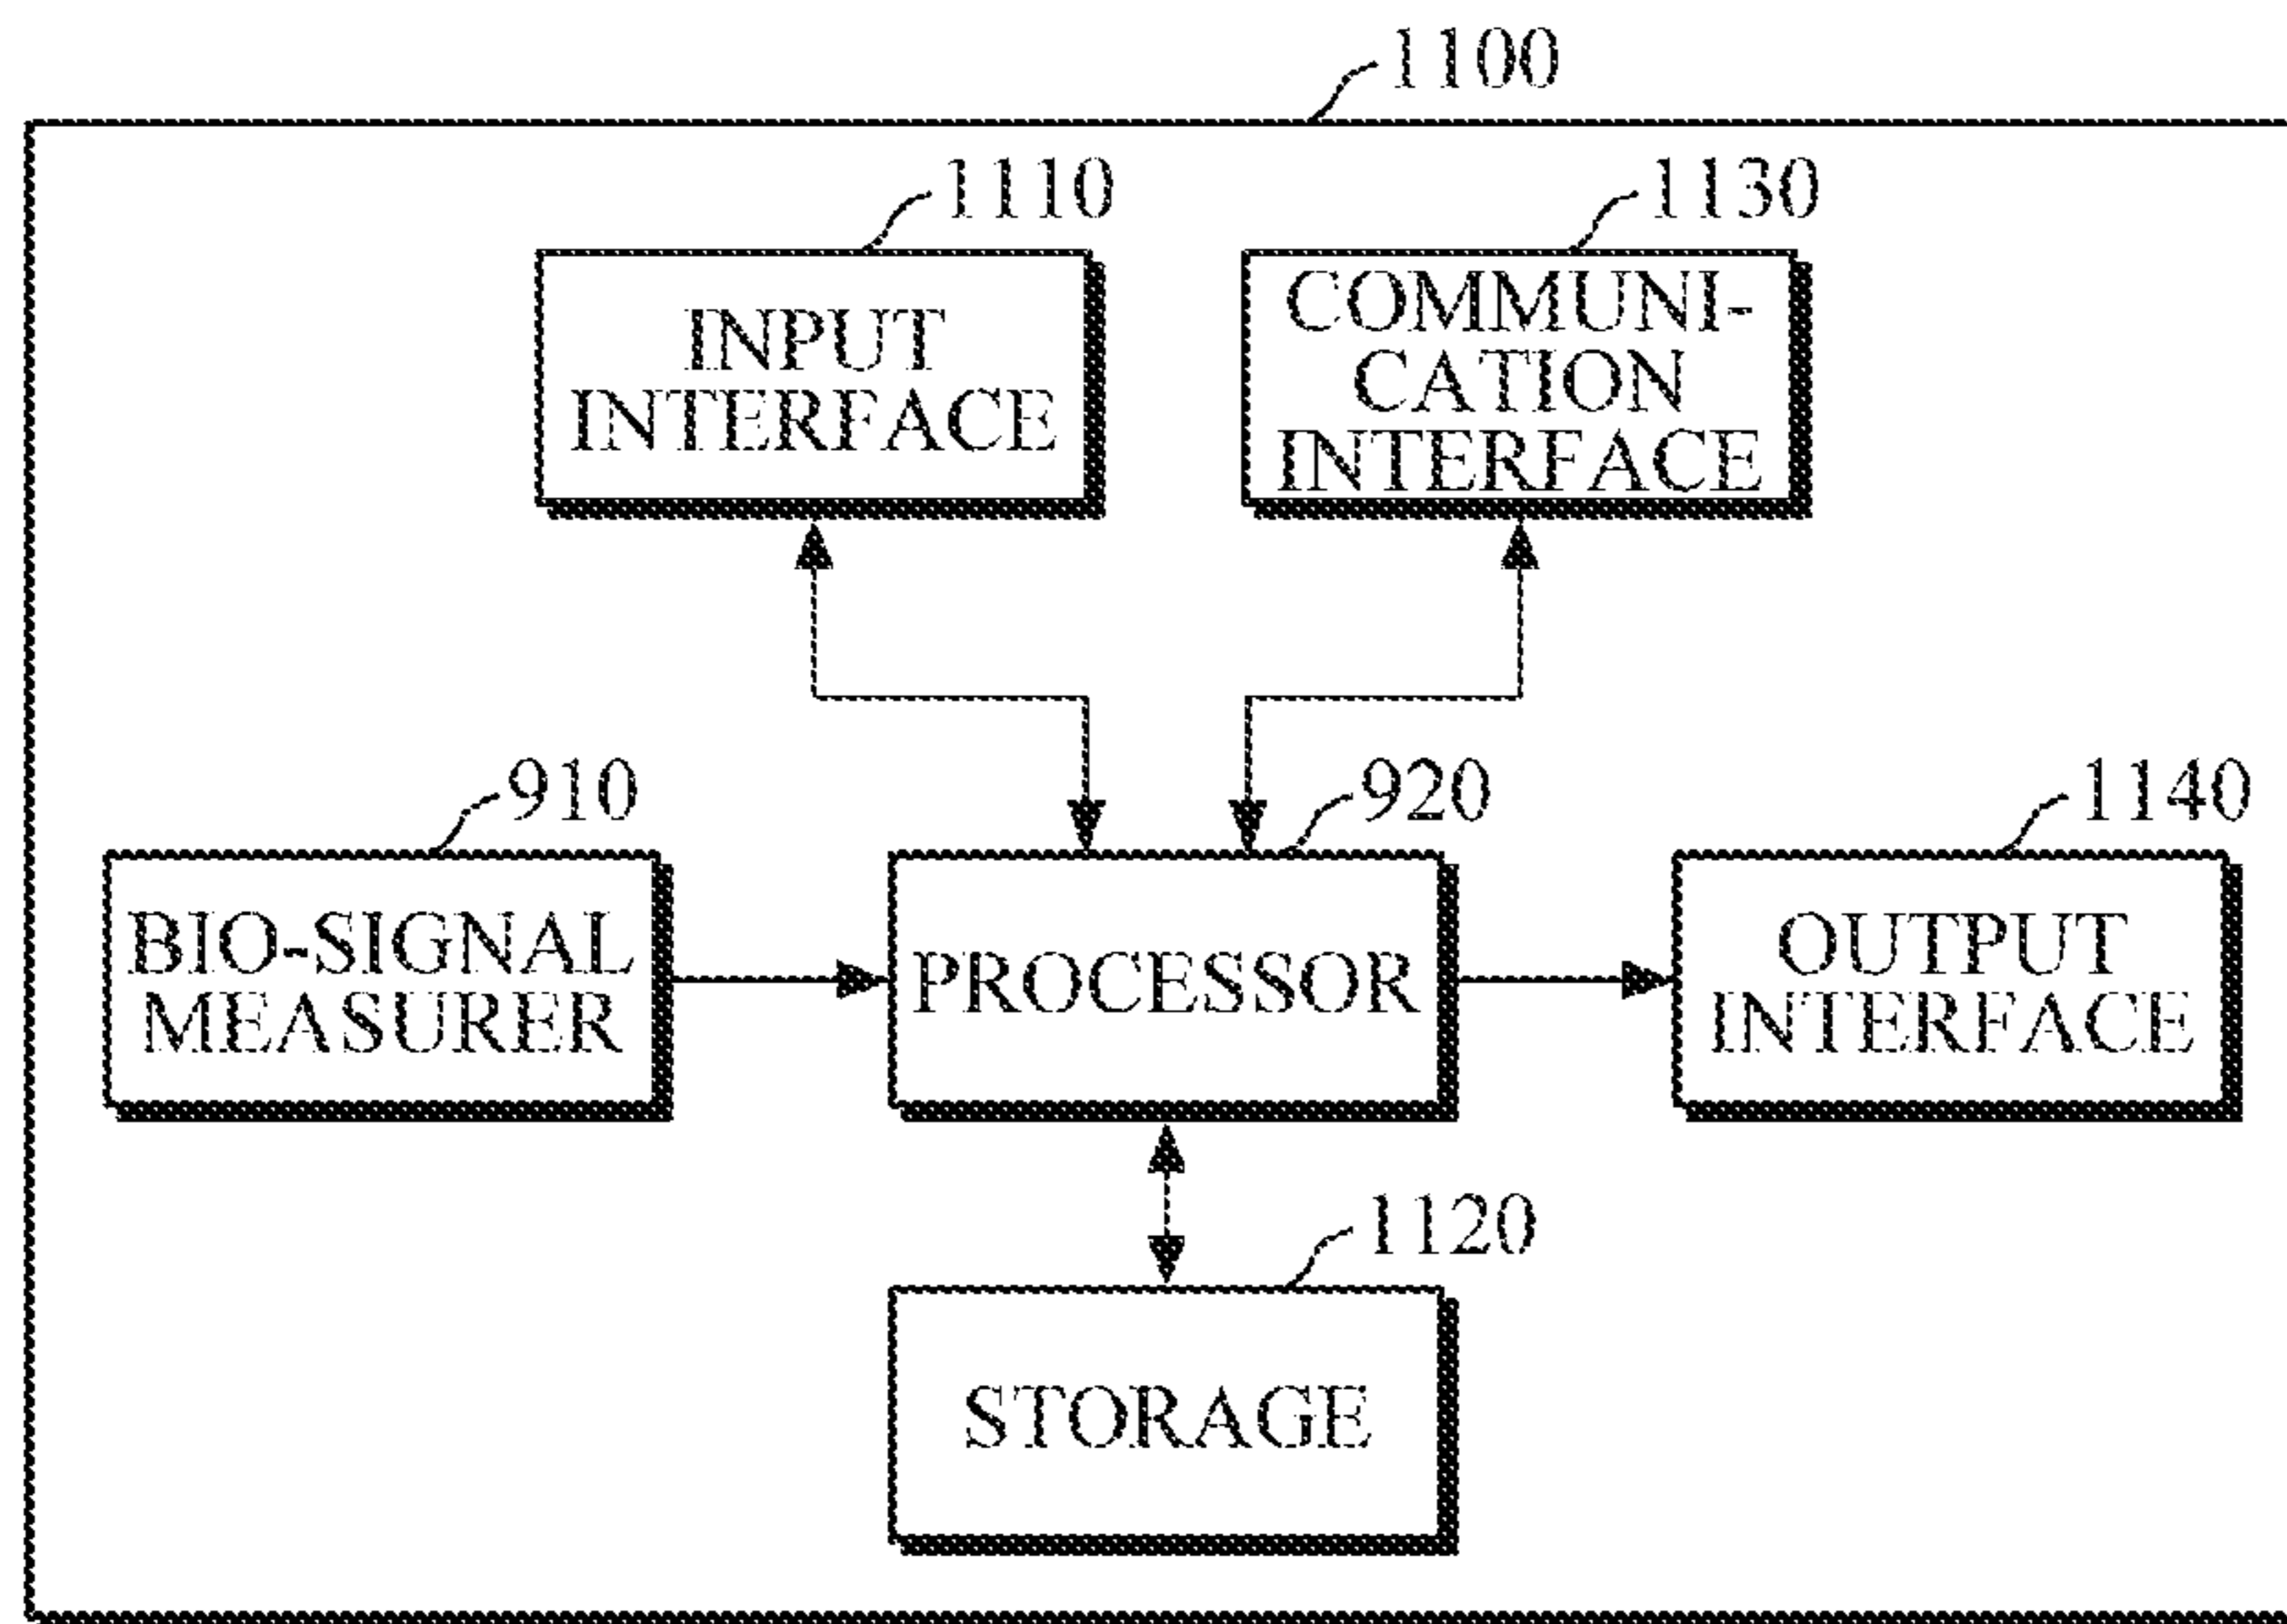 1100
1110
INPUT
INTERFACE
1130
COMMUNI-
CATION
INTERFACE
910
BIO-SIGNAL
MEASURER
920
PROCESSOR
1140
OUTPUT
INTERFACE
1120
STORAGE